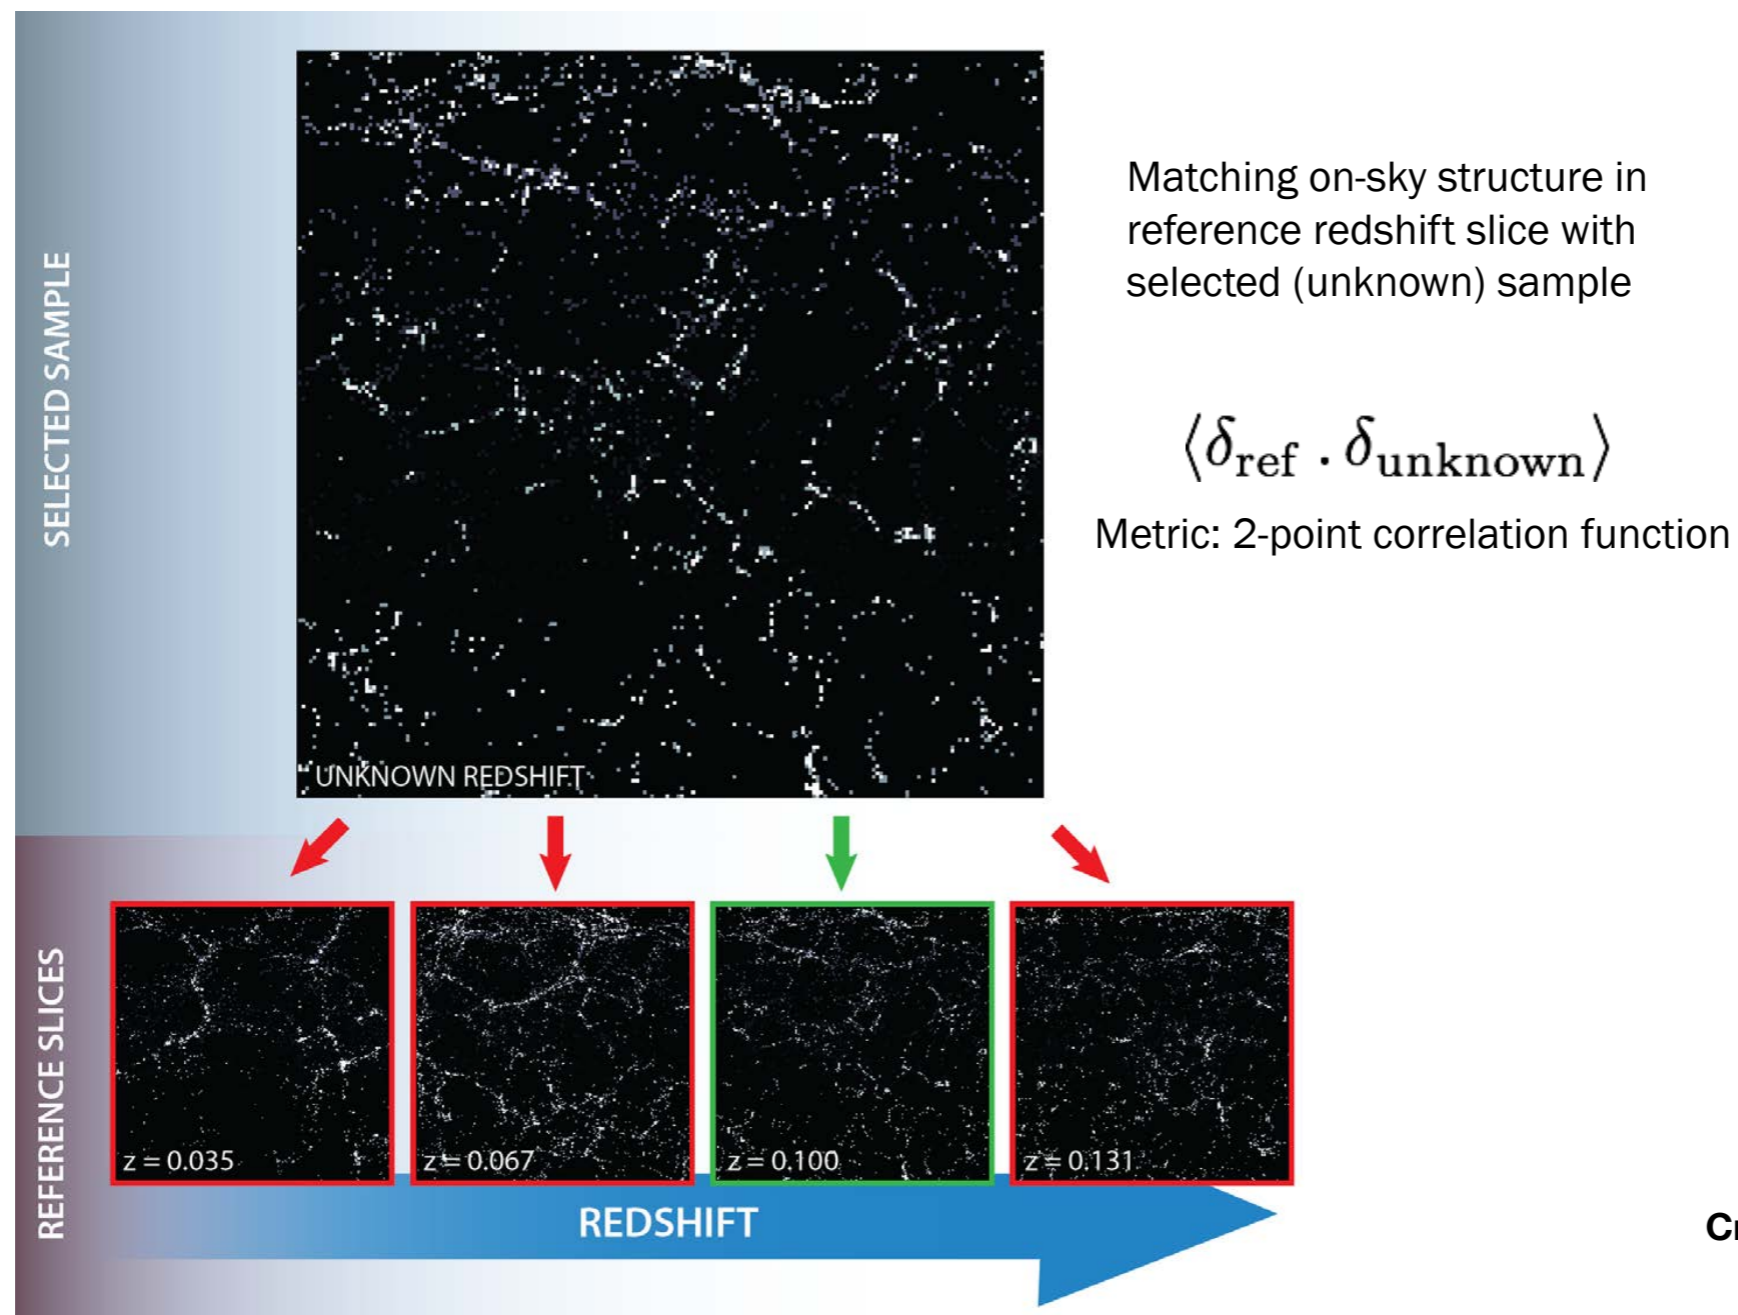 SELECTED SAMPLE
UNKNOWN REDSHIFT
Matching on-sky structure in
reference redshift slice with
selected (unknown) sample
⟨δref . δunknown⟩
Metric: 2-point correlation function
REFERENCE SLICES
z = 0.035
z = 0.067
z = 0.100
z = 0.131
REDSHIFT